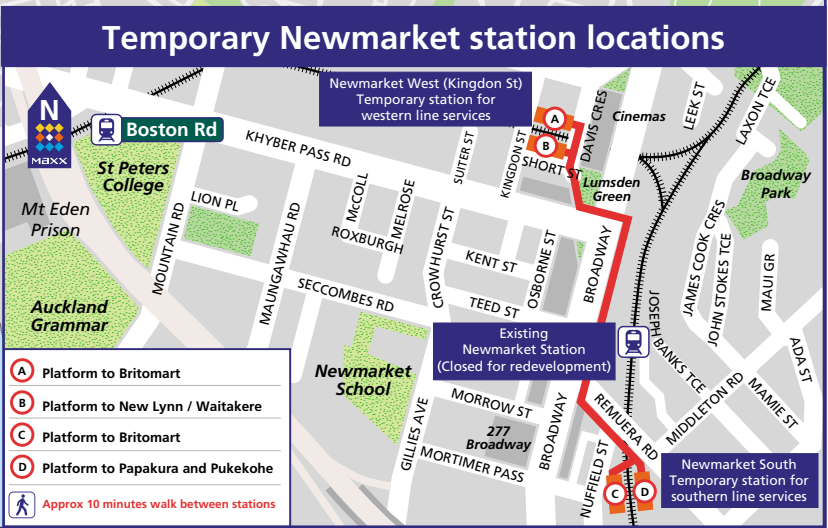 Temporary Newmarket station locations
N
MAXX
Boston Rd
Newmarket West (Kingdon St)
Temporary station for
western line services
A
B
DAVIS CRES
Cinemas
LEEK ST
LAXON TCE
KHYBER PASS RD
SUITER ST
KINGDON ST
SHORT ST
Lumsden
Green
Broadway
Park
St Peters
College
Mt Eden
Prison
LION PL
MOUNTAIN RD
MAUNGAWHAU RD
McCOLL
MELROSE
ROXBURGH
CROWHURST ST
KENT ST
OSBORNE ST
BROADWAY
JAMES COOK CRES
JOHN STOKES TCE
MAUI GR
SECCOMBES RD
TEED ST
Auckland
Grammar
Existing
Newmarket Station
(Closed for redevelopment)
JOSEPH BANKS TCE
ADA ST
MAMIE ST
MIDDLETON RD
REMUERA RD
Newmarket
School
GILLIES AVE
MORROW ST
277
Broadway
BROADWAY
MORTIMER PASS
NUFFIELD ST
C
D
Newmarket South
Temporary station for
southern line services
A Platform to Britomart
B Platform to New Lynn / Waitakere
C Platform to Britomart
D Platform to Papakura and Pukekohe
Approx 10 minutes walk between stations